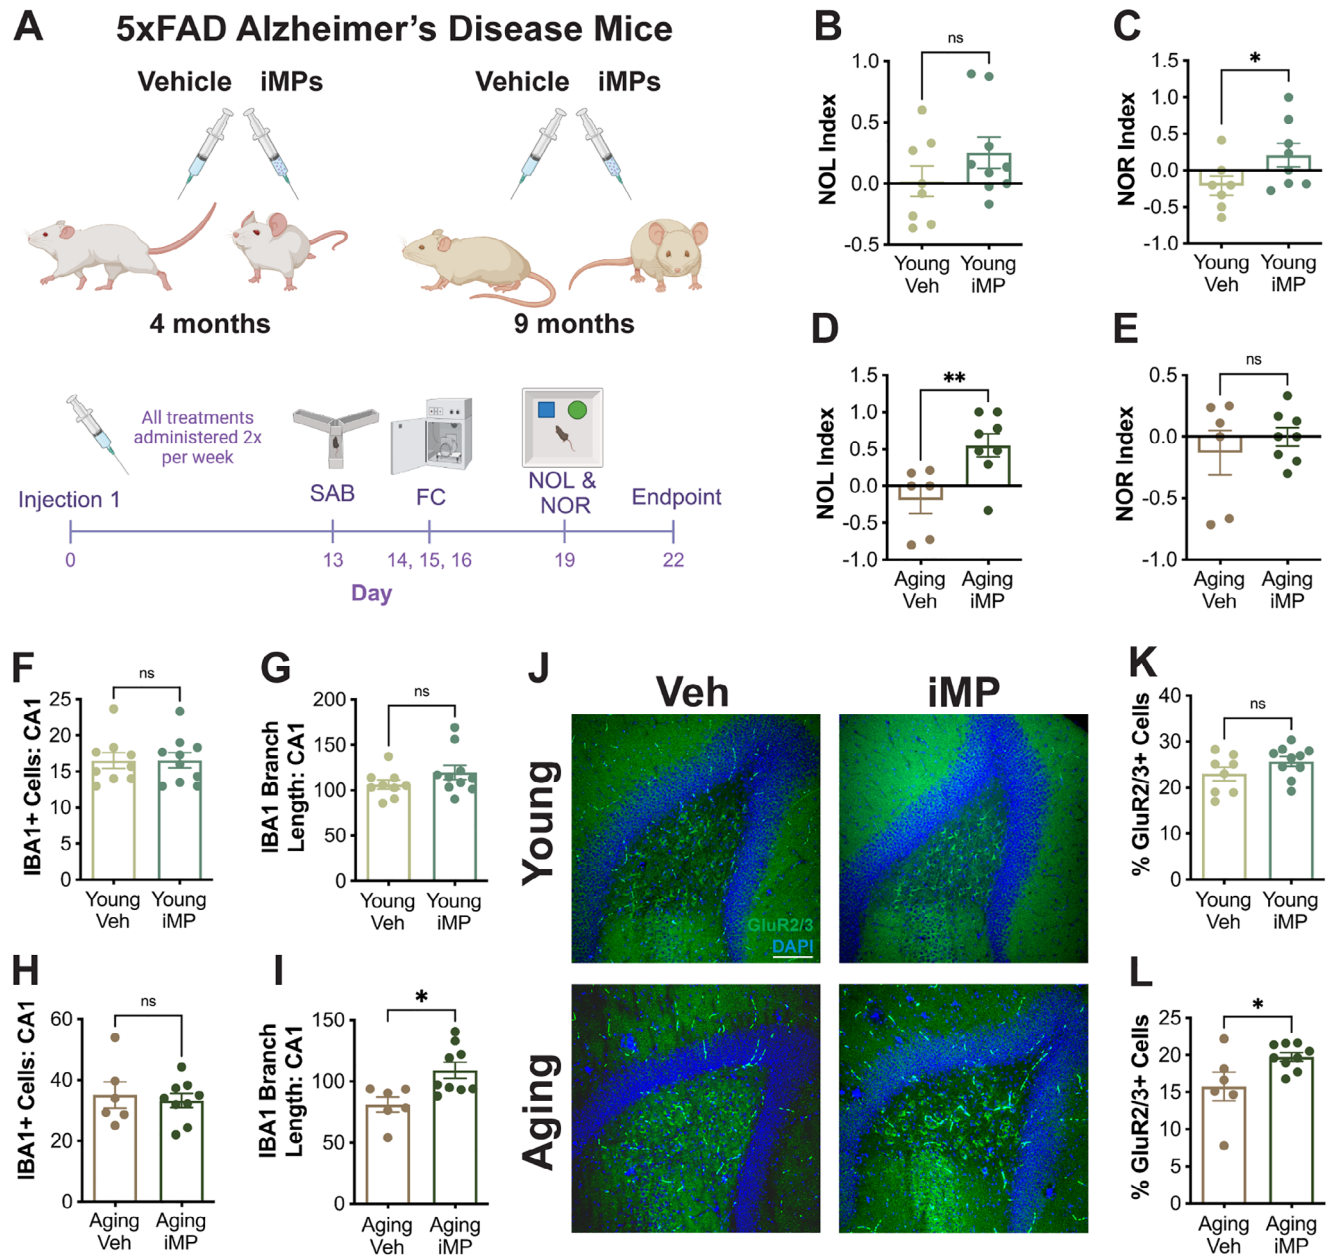 A
5xFAD Alzheimer's Disease Mice
Vehicle iMPs
Vehicle iMPs
4 months
9 months
All treatments
administered 2x
per week
Injection 1
SAB
FC
NOL &
NOR
Endpoint
0
13
14, 15, 16
19
22
Day
B
ns
NOL Index
1.0
0.5
0.0
-0.5
Young
Veh
Young
iMP
C
*
NOR Index
1.5
1.0
0.5
0.0
-0.5
-1.0
Young
Veh
Young
iMP
D
**
NOL Index
1.5
1.0
0.5
0.0
-0.5
-1.0
Aging
Veh
Aging
iMP
E
ns
NOR Index
0.5
0.0
-0.5
-1.0
Aging
Veh
Aging
iMP
F
ns
IBA1+ Cells: CA1
25
20
15
10
5
0
Young
Veh
Young
iMP
G
ns
IBA1 Branch
Length: CA1
200
150
100
50
0
Young
Veh
Young
iMP
H
ns
IBA1+ Cells: CA1
60
40
20
0
Aging
Veh
Aging
iMP
I
*
IBA1 Branch
Length: CA1
150
100
50
0
Aging
Veh
Aging
iMP
J
Veh
iMP
Young
GluR2/3
DAPI
Aging
K
ns
% GluR2/3+ Cells
40
30
20
10
0
Young
Veh
Young
iMP
L
*
% GluR2/3+ Cells
25
20
15
10
5
0
Aging
Veh
Aging
iMP